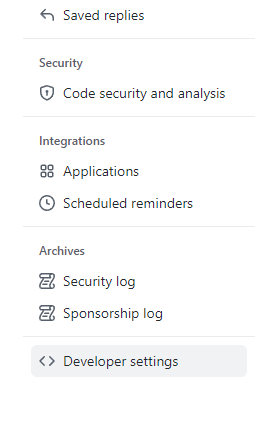 Saved replies
Security
Code security and analysis
Integrations
Applications
Scheduled reminders
Archives
Security log
Sponsorship log
Developer settings